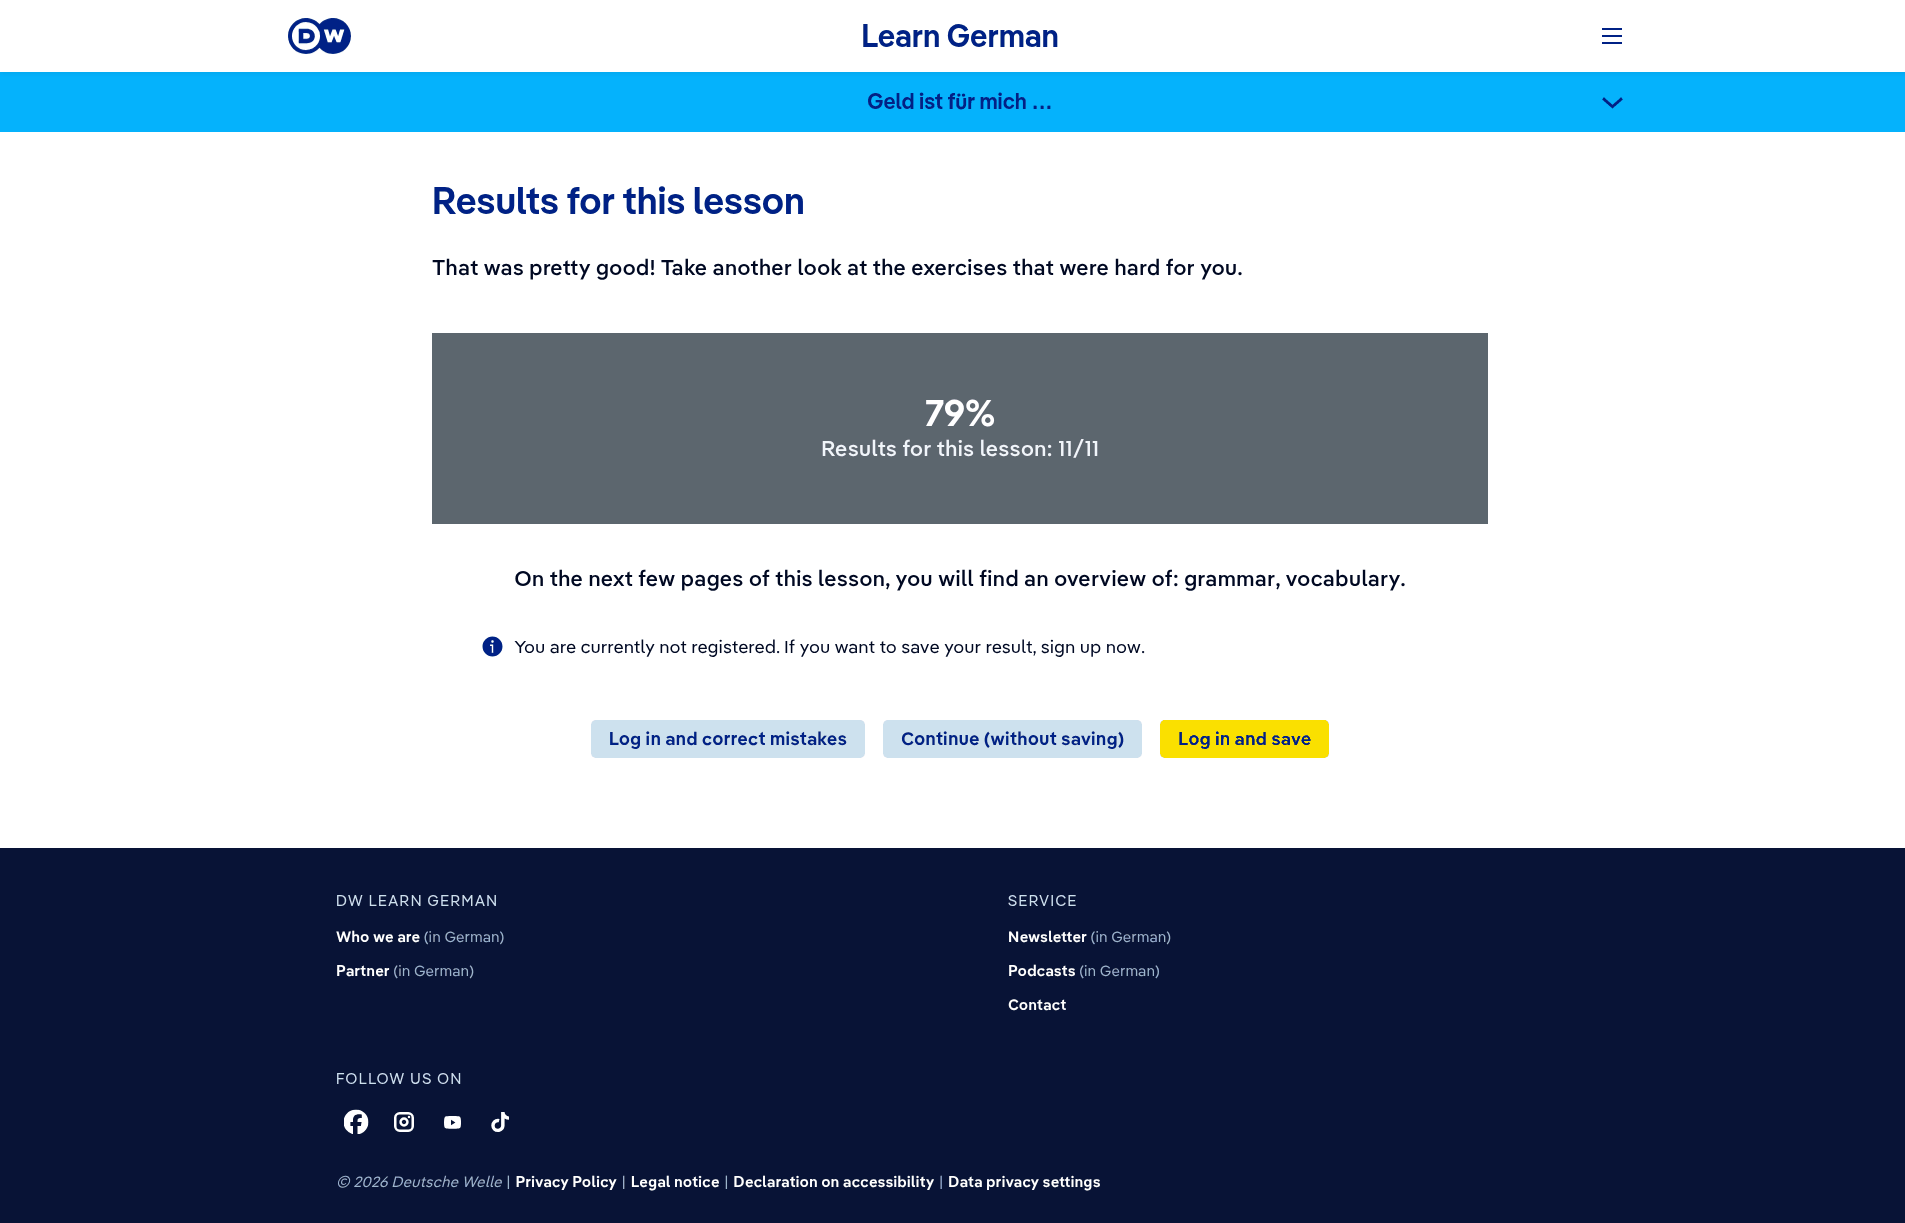 DW
Learn German
Geld ist für mich …
Results for this lesson
That was pretty good! Take another look at the exercises that were hard for you.
79%
Results for this lesson: 11/11
On the next few pages of this lesson, you will find an overview of: grammar, vocabulary.
You are currently not registered. If you want to save your result, sign up now.
Log in and correct mistakes
Continue (without saving)
Log in and save
DW LEARN GERMAN
Who we are (in German)
Partner (in German)
SERVICE
Newsletter (in German)
Podcasts (in German)
Contact
FOLLOW US ON
© 2026 Deutsche Welle | Privacy Policy | Legal notice | Declaration on accessibility | Data privacy settings